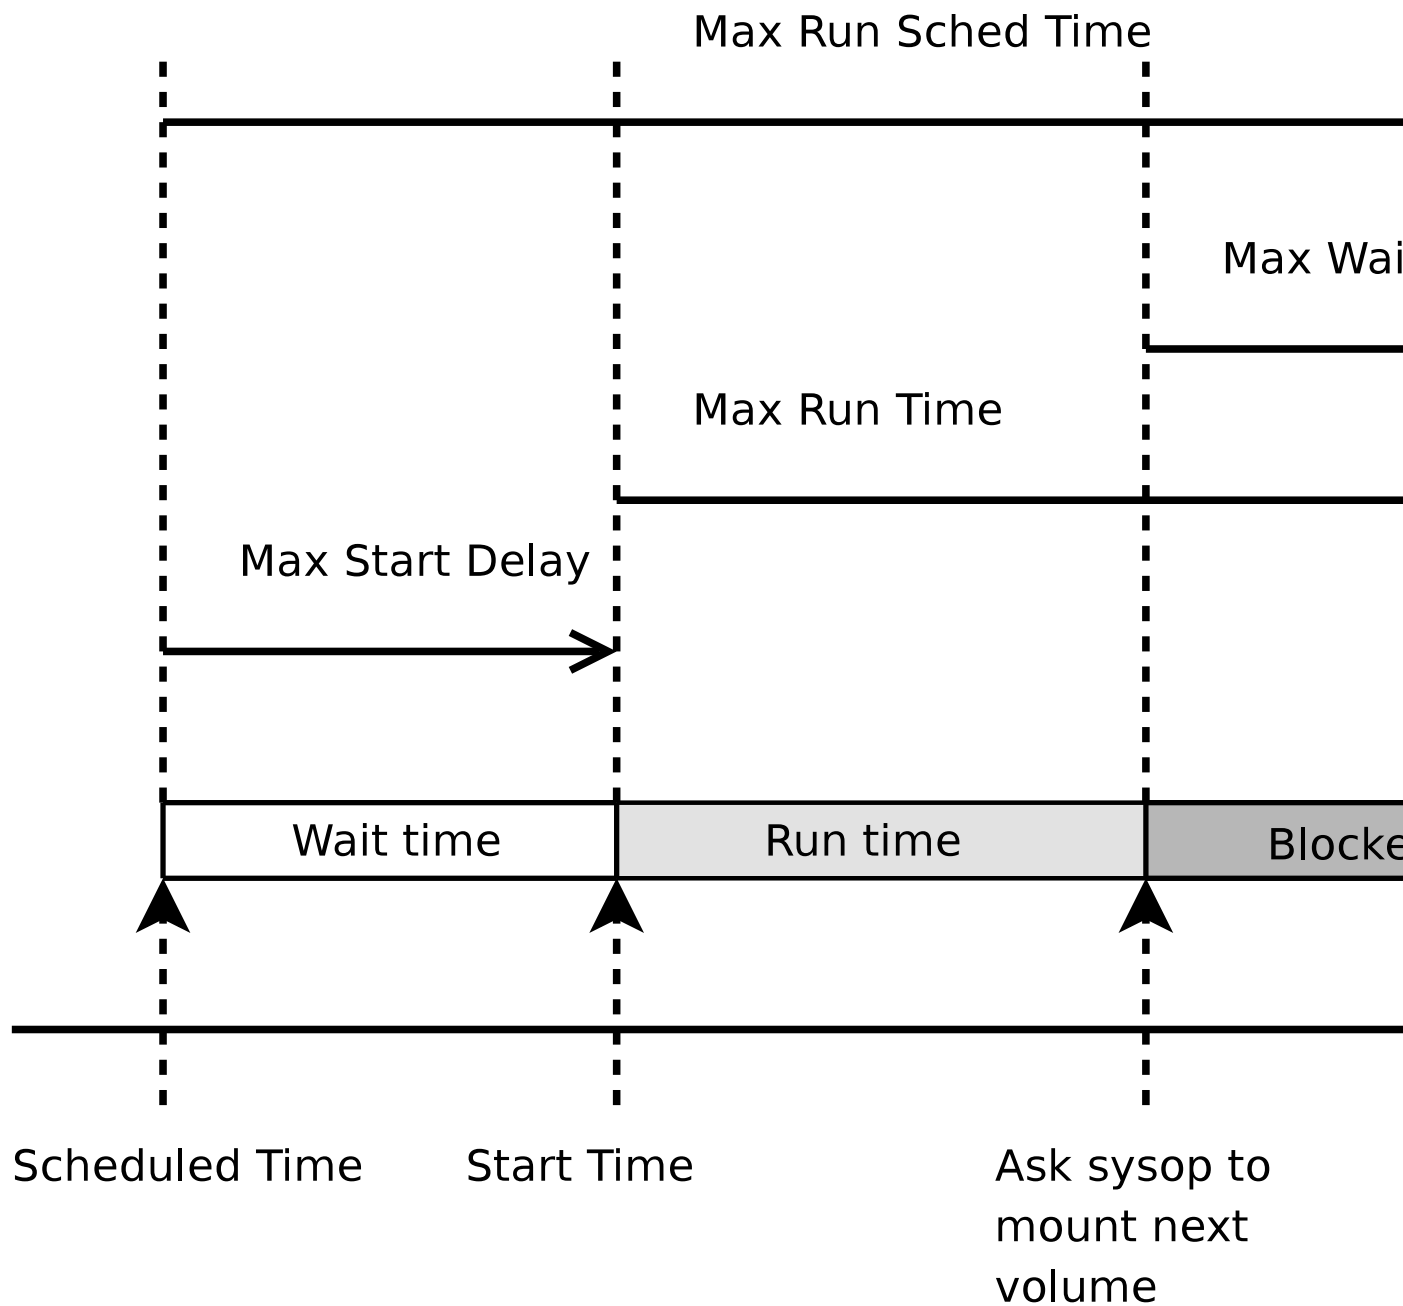 Max Run Sched Time
Max
Max Run Time
Max Start Delay
Wait time
Run time
Scheduled Time
Start Time
Ask sysop to
mount next
volume